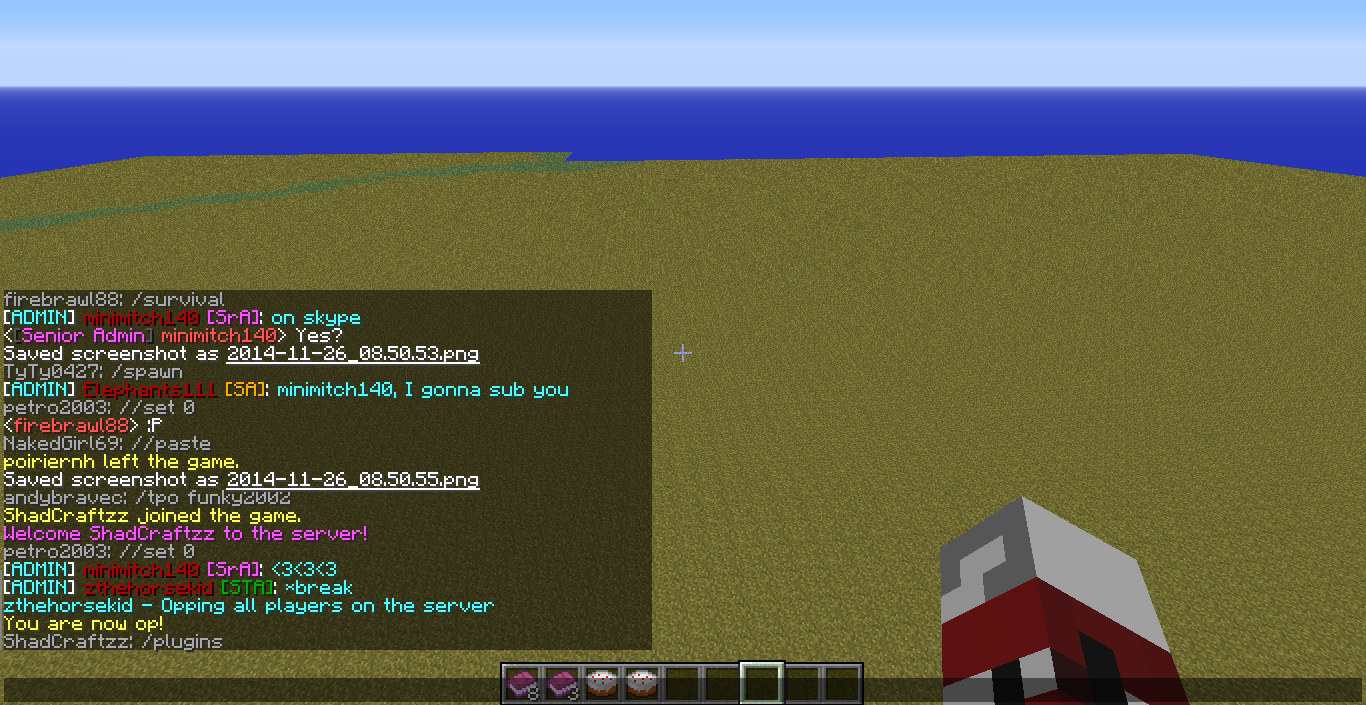 firebrawl88: /survival
[ADMIN] minimitch140 [SrA]: on skype
<[Senior Admin] minimitch140> Yes?
Saved screenshot as 2014-11-26_08.50.53.png
TyTy0427: /spawn
[ADMIN] Elephants111 [SA]: minimitch140, I gonna sub you
petro2003: //set 0
<firebrawl88> :P
NakedGirl69: //paste
poiriernh left the game.
Saved screenshot as 2014-11-26_08.50.55.png
andybravec: /tpo funky2002
ShadCraftzz joined the game.
Welcome ShadCraftzz to the server!
petro2003: //set 0
[ADMIN] minimitch140 [SrA]: <3<3<3
[ADMIN] zthehorsekid [STA]: *break
zthehorsekid - Opping all players on the server
You are now op!
ShadCraftzz: /plugins
8 3